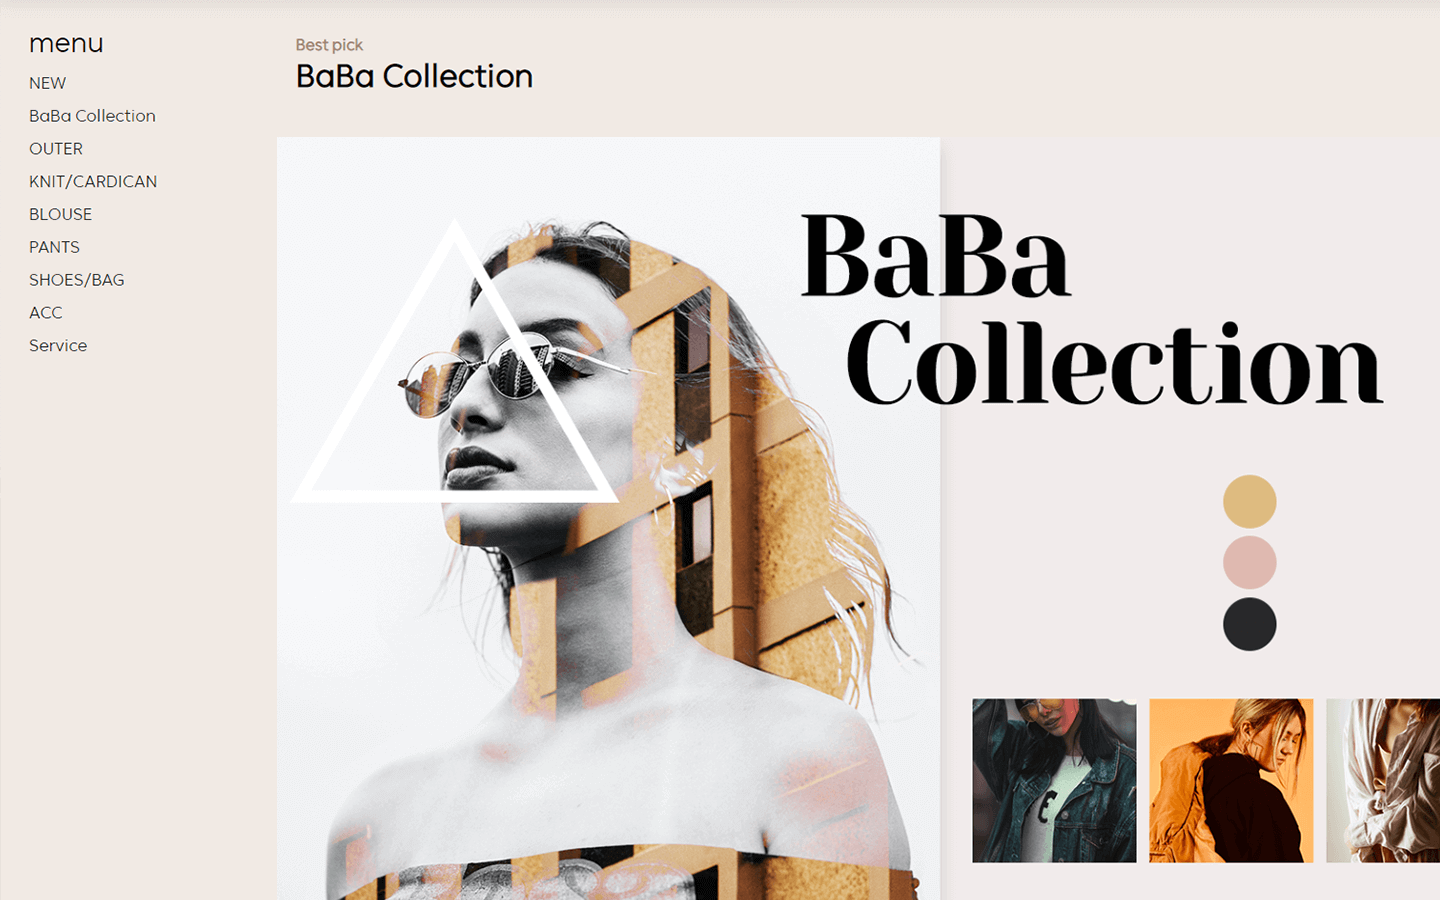 menu
NEW
BaBa Collection
OUTER
KNIT/CARDICAN
BLOUSE
PANTS
SHOES/BAG
ACC
Service
Best pick
BaBa Collection
BaBa
Collection